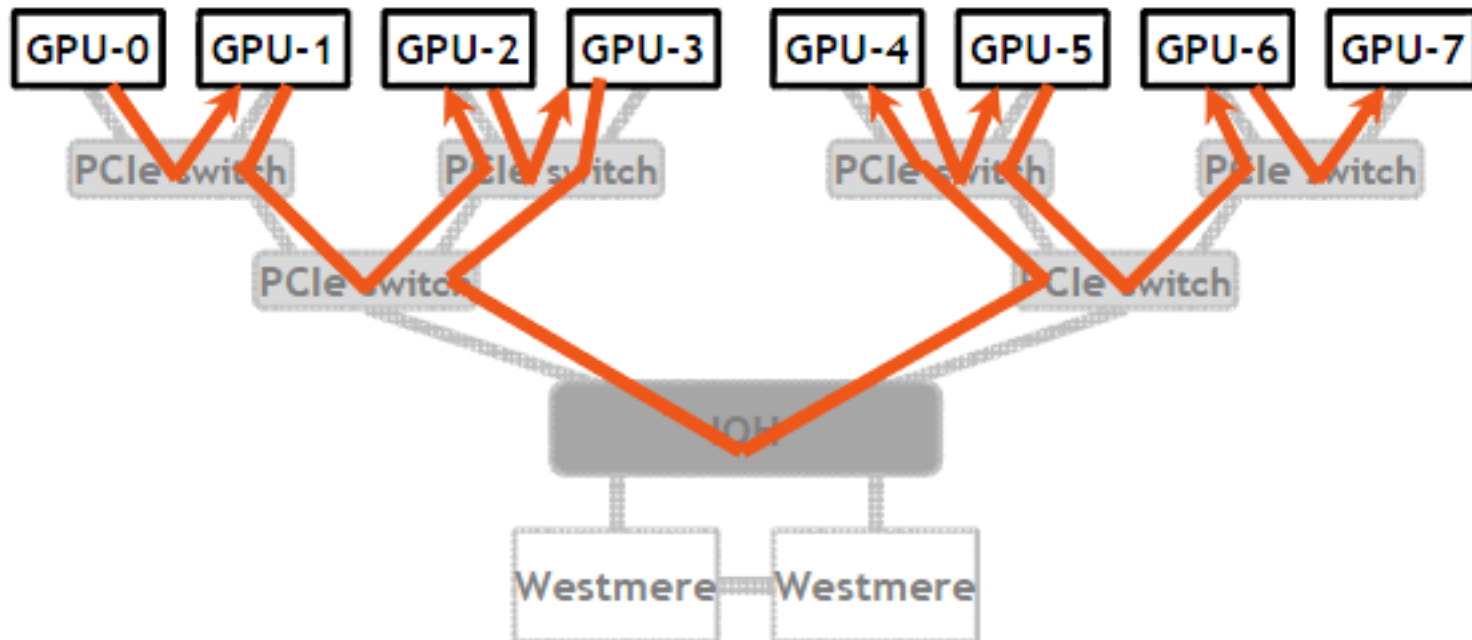 GPU-0 GPU-1 GPU-2 GPU-3 GPU-4 GPU-5 GPU-6 GPU-7
PCIe switch PCIe switch PCIe switch PCIe switch
PCIe switch PCIe switch
IOH
Westmere Westmere